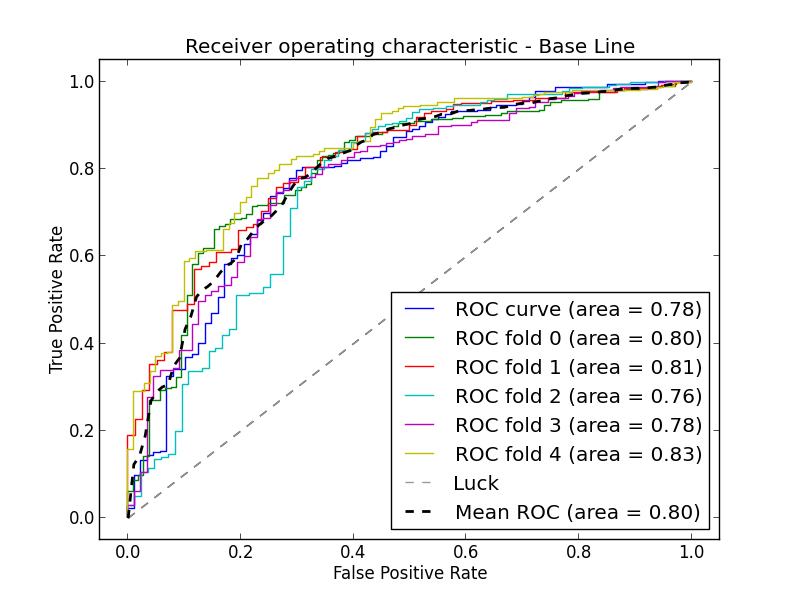 Receiver operating characteristic - Base Line
True Positive Rate
1.0
0.8
0.6
0.4
0.2
0.0
ROC curve (area = 0.78)
ROC fold 0 (area = 0.80)
ROC fold 1 (area = 0.81)
ROC fold 2 (area = 0.76)
ROC fold 3 (area = 0.78)
ROC fold 4 (area = 0.83)
Luck
Mean ROC (area = 0.80)
0.0 0.2 0.4 0.6 0.8 1.0
False Positive Rate